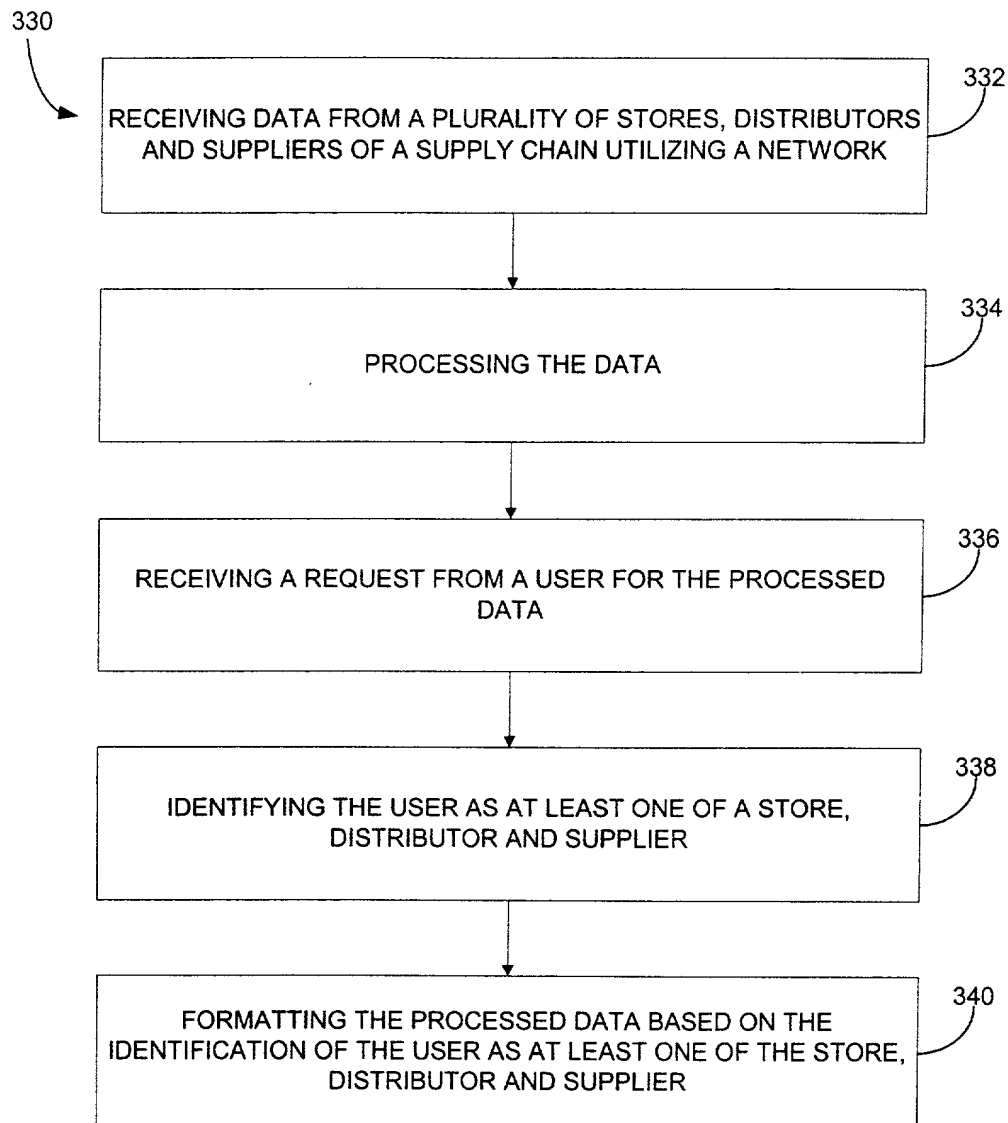 330
332
RECEIVING DATA FROM A PLURALITY OF STORES, DISTRIBUTORS
AND SUPPLIERS OF A SUPPLY CHAIN UTILIZING A NETWORK
334
PROCESSING THE DATA
336
RECEIVING A REQUEST FROM A USER FOR THE PROCESSED
DATA
338
IDENTIFYING THE USER AS AT LEAST ONE OF A STORE,
DISTRIBUTOR AND SUPPLIER
340
FORMATTING THE PROCESSED DATA BASED ON THE
IDENTIFICATION OF THE USER AS AT LEAST ONE OF THE STORE,
DISTRIBUTOR AND SUPPLIER